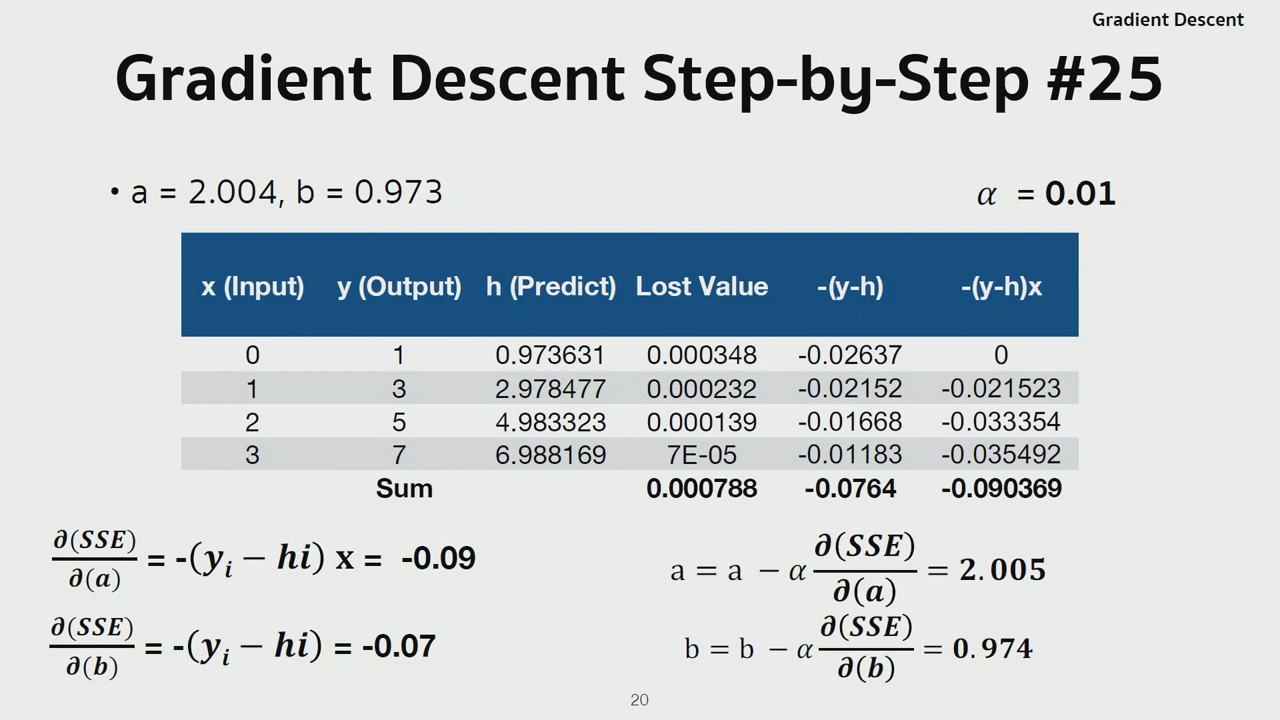 Gradient Descent
Gradient Descent Step-by-Step #25
• a = 2.004, b = 0.973
α = 0.01
x (Input) y (Output) h (Predict) Lost Value -(y-h) -(y-h)x
0 1 0.973631 0.000348 -0.02637 0
1 3 2.978477 0.000232 -0.02152 -0.021523
2 5 4.983323 0.000139 -0.01668 -0.033354
3 7 6.988169 7E-05 -0.01183 -0.035492
Sum 0.000788 -0.0764 -0.090369
∂(SSE)/∂(a) = -(yᵢ − hi) x = -0.09
a = a − α ∂(SSE)/∂(a) = 2.005
∂(SSE)/∂(b) = -(yᵢ − hi) = -0.07
b = b − α ∂(SSE)/∂(b) = 0.974
20